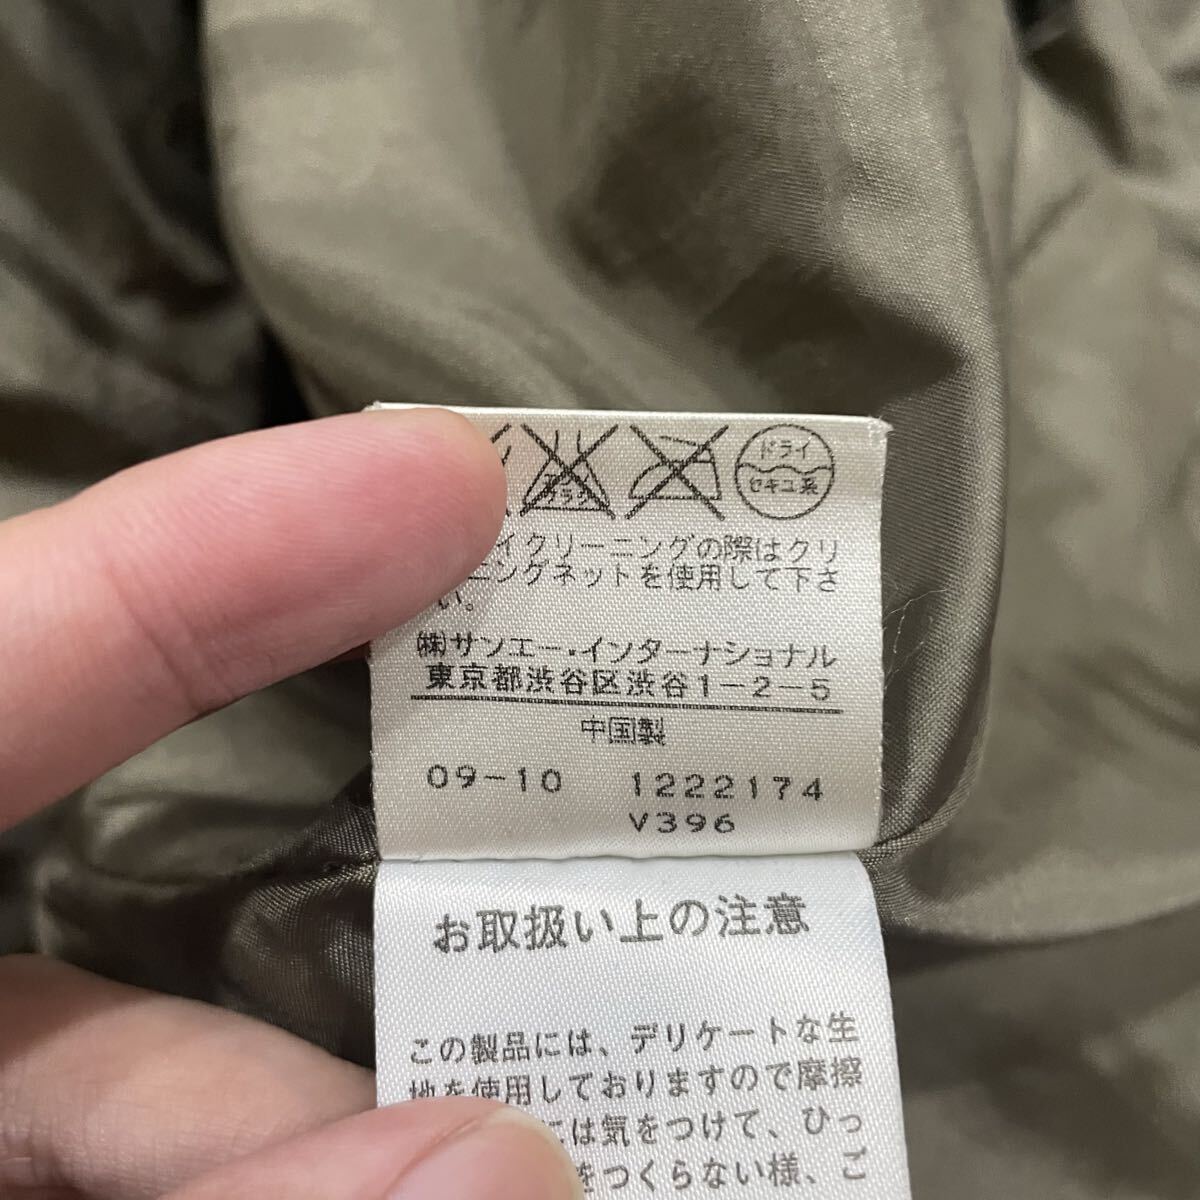 ドライ
セキユ系
イクリーニングの際はクリ
ニングネットを使用して下さ
い。
(株)サンエー・インターナショナル
東京都渋谷区渋谷1-2-5
中国製
09-10 1222174
V396
お取扱い上の注意
この製品には、デリケートな生
地を使用しておりますので摩擦
には気をつけて、ひっ
をつくらない様、ご